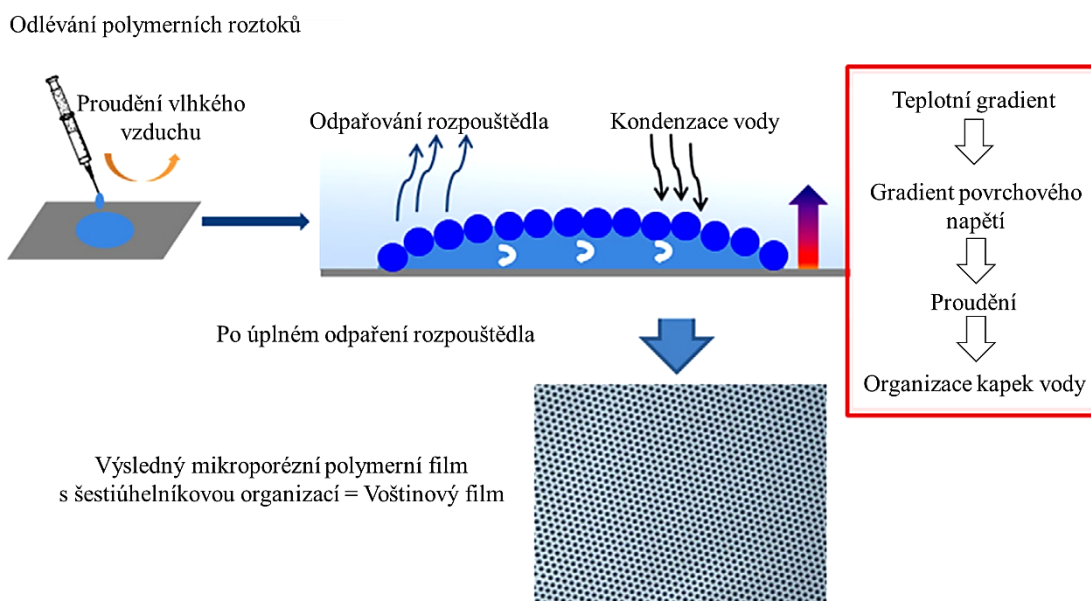 Odlévání polymerních roztoků
Proudění vlhkého
vzduchu
Odpařování rozpouštědla
Kondenzace vody
Teplotní gradient
Gradient povrchového
napětí
Proudění
Organizace kapek vody
Po úplném odpaření rozpouštědla
Výsledný mikroporézní polymerní film
s šestiúhelníkovou organizací = Voštinový film